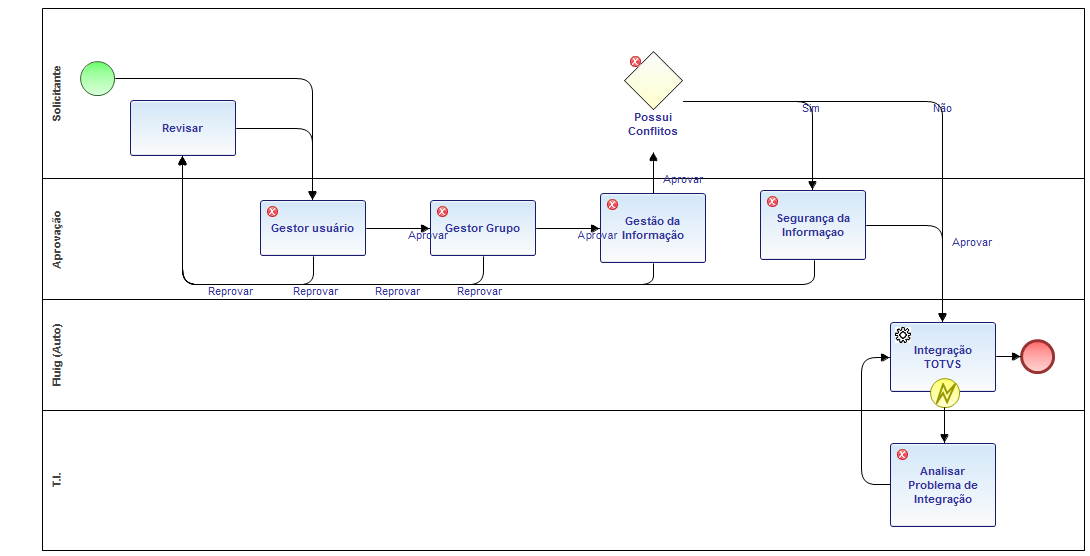 Solicitante
Revisar
Possui
Conflitos
Sim
Não
Aprovação
Gestor usuário
Aprovar
Gestor Grupo
Aprovar
Gestão da
Informação
Aprovar
Segurança da
Informaçao
Aprovar
Reprovar
Reprovar
Reprovar
Reprovar
Fluig (Auto)
Integração
TOTVS
T.I.
Analisar
Problema de
Integração